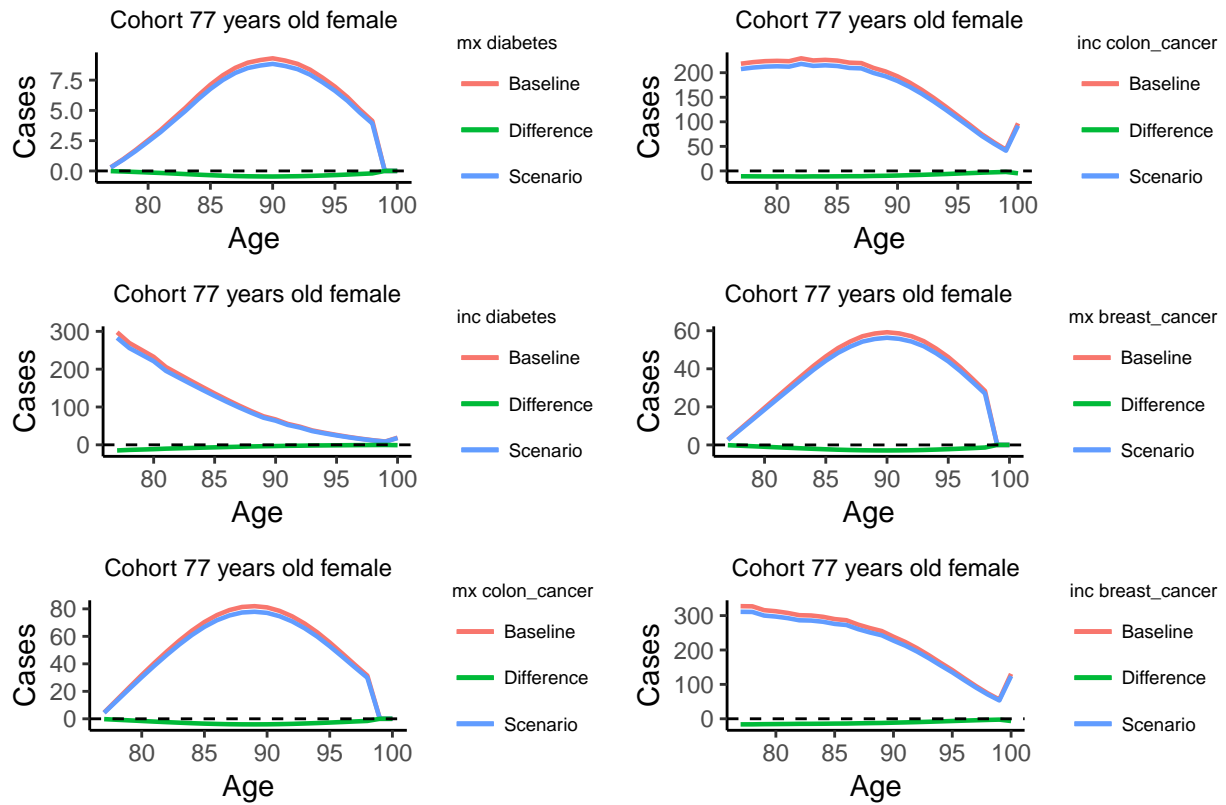 Cohort 77 years old female
mx diabetes
7.5
5.0
2.5
0.0
Cases
Baseline
Difference
Scenario
80 85 90 95 100
Age
Cohort 77 years old female
inc colon_cancer
200
150
100
50
0
Cases
Baseline
Difference
Scenario
80 85 90 95 100
Age
Cohort 77 years old female
inc diabetes
300
200
100
0
Cases
Baseline
Difference
Scenario
80 85 90 95 100
Age
Cohort 77 years old female
mx breast_cancer
60
40
20
0
Cases
Baseline
Difference
Scenario
80 85 90 95 100
Age
Cohort 77 years old female
mx colon_cancer
80
60
40
20
0
Cases
Baseline
Difference
Scenario
80 85 90 95 100
Age
Cohort 77 years old female
inc breast_cancer
300
200
100
0
Cases
Baseline
Difference
Scenario
80 85 90 95 100
Age